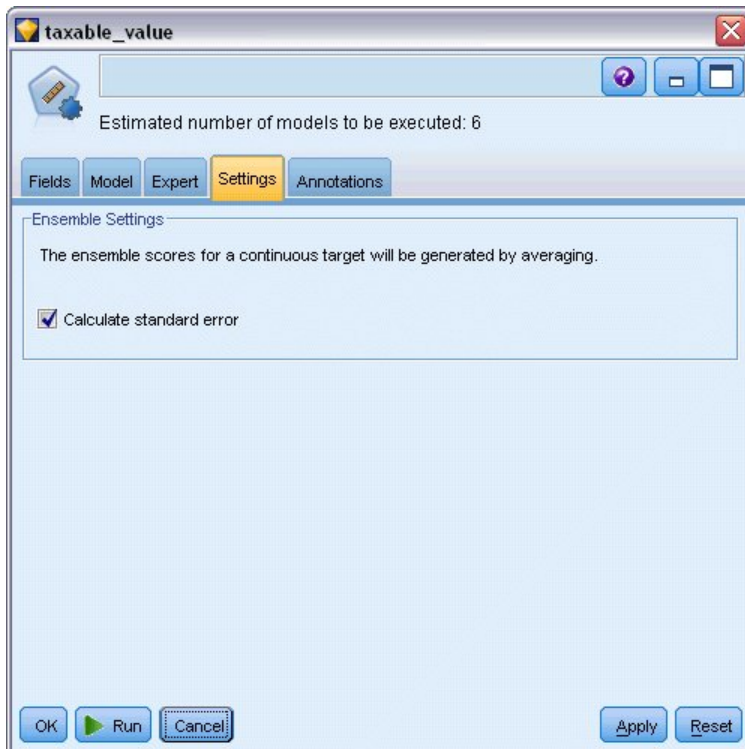 taxable_value
Estimated number of models to be executed: 6
Fields Model Expert Settings Annotations
Ensemble Settings
The ensemble scores for a continuous target will be generated by averaging.
Calculate standard error
OK Run Cancel Apply Reset